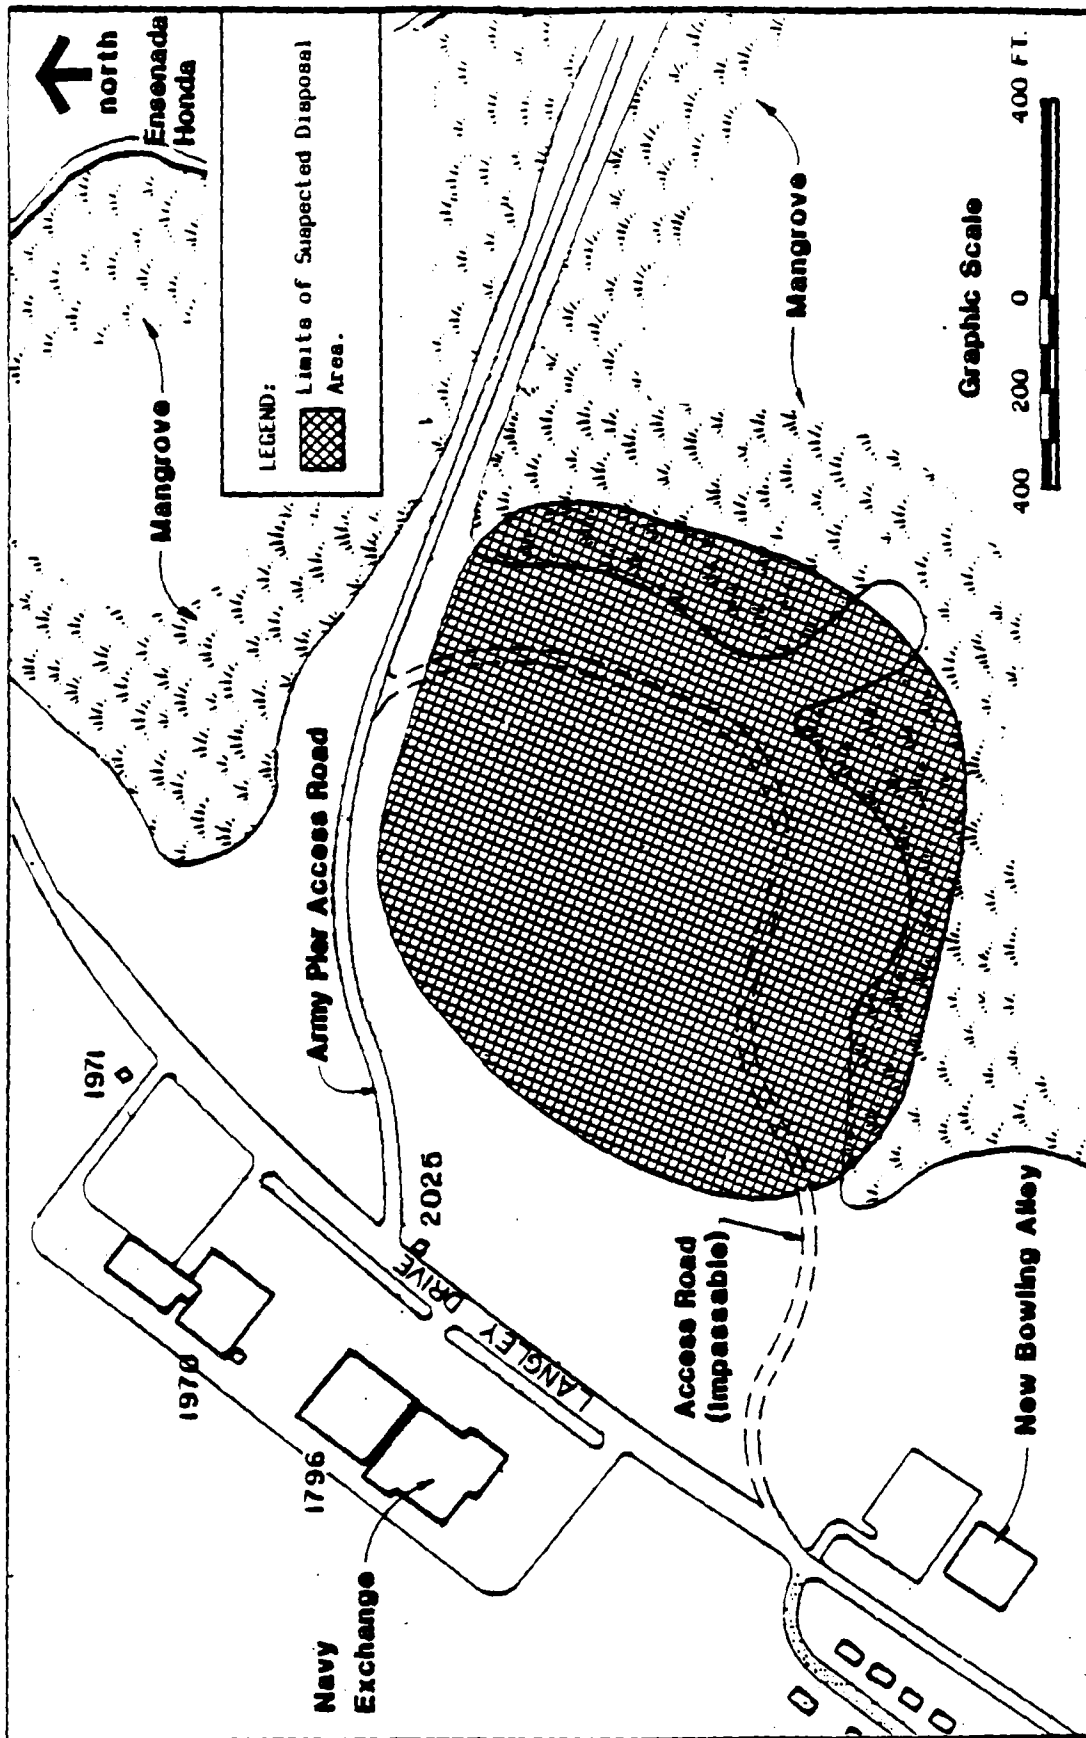 north
Ensenada
Honda
LEGEND:
Limits of Suspected Disposal
Area.
Mangrove
Mangrove
Army Pier Access Road
1971
1970
1796
2025
LANGLEY DRIVE
Navy
Exchange
Access Road
(Impassable)
New Bowling Alley
Graphic Scale
400 200 0 400 FT.